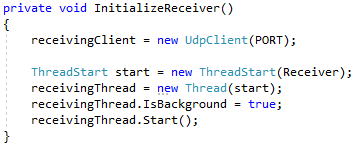 private void InitializeReceiver()
{
receivingClient = new UdpClient(PORT);
ThreadStart start = new ThreadStart(Receiver);
receivingThread = new Thread(start);
receivingThread.IsBackground = true;
receivingThread.Start();
}